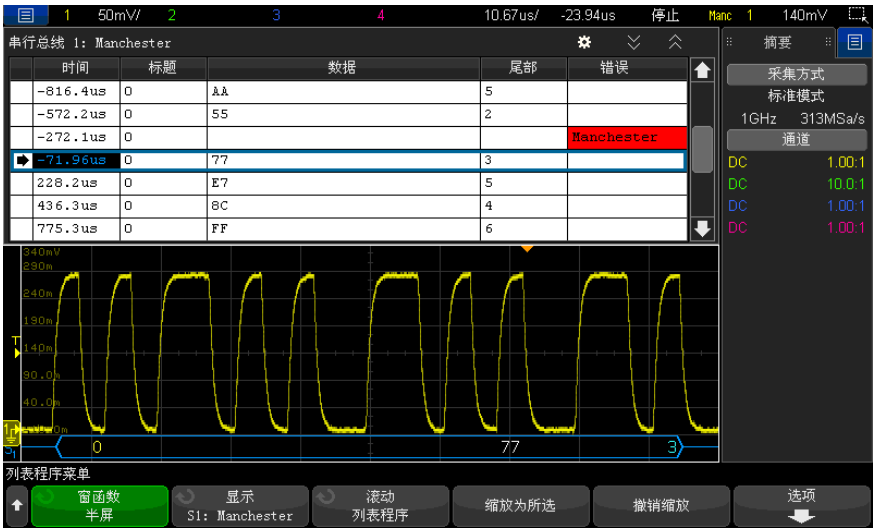 1 50mV/ 2 3 4 10.67us/ -23.94us 停止 Manc 1 140mV
串行总线 1: Manchester
摘要
时间 标题 数据 尾部 错误
-816.4us 0 AA 5
-572.2us 0 55 2
-272.1us 0 Manchester
-71.96us 0 77 3
228.2us 0 E7 5
436.3us 0 8C 4
775.3us 0 FF 6
采集方式
标准模式
1GHz 313MSa/s
通道
DC 1.00:1
DC 10.0:1
DC 1.00:1
DC 1.00:1
340mV
290m
240m
190m
140m
90.0m
40.0m
T
1
S1 0 77 3
列表程序菜单
窗函数 半屏
显示 S1: Manchester
滚动 列表程序
缩放为所选
撤销缩放
选项